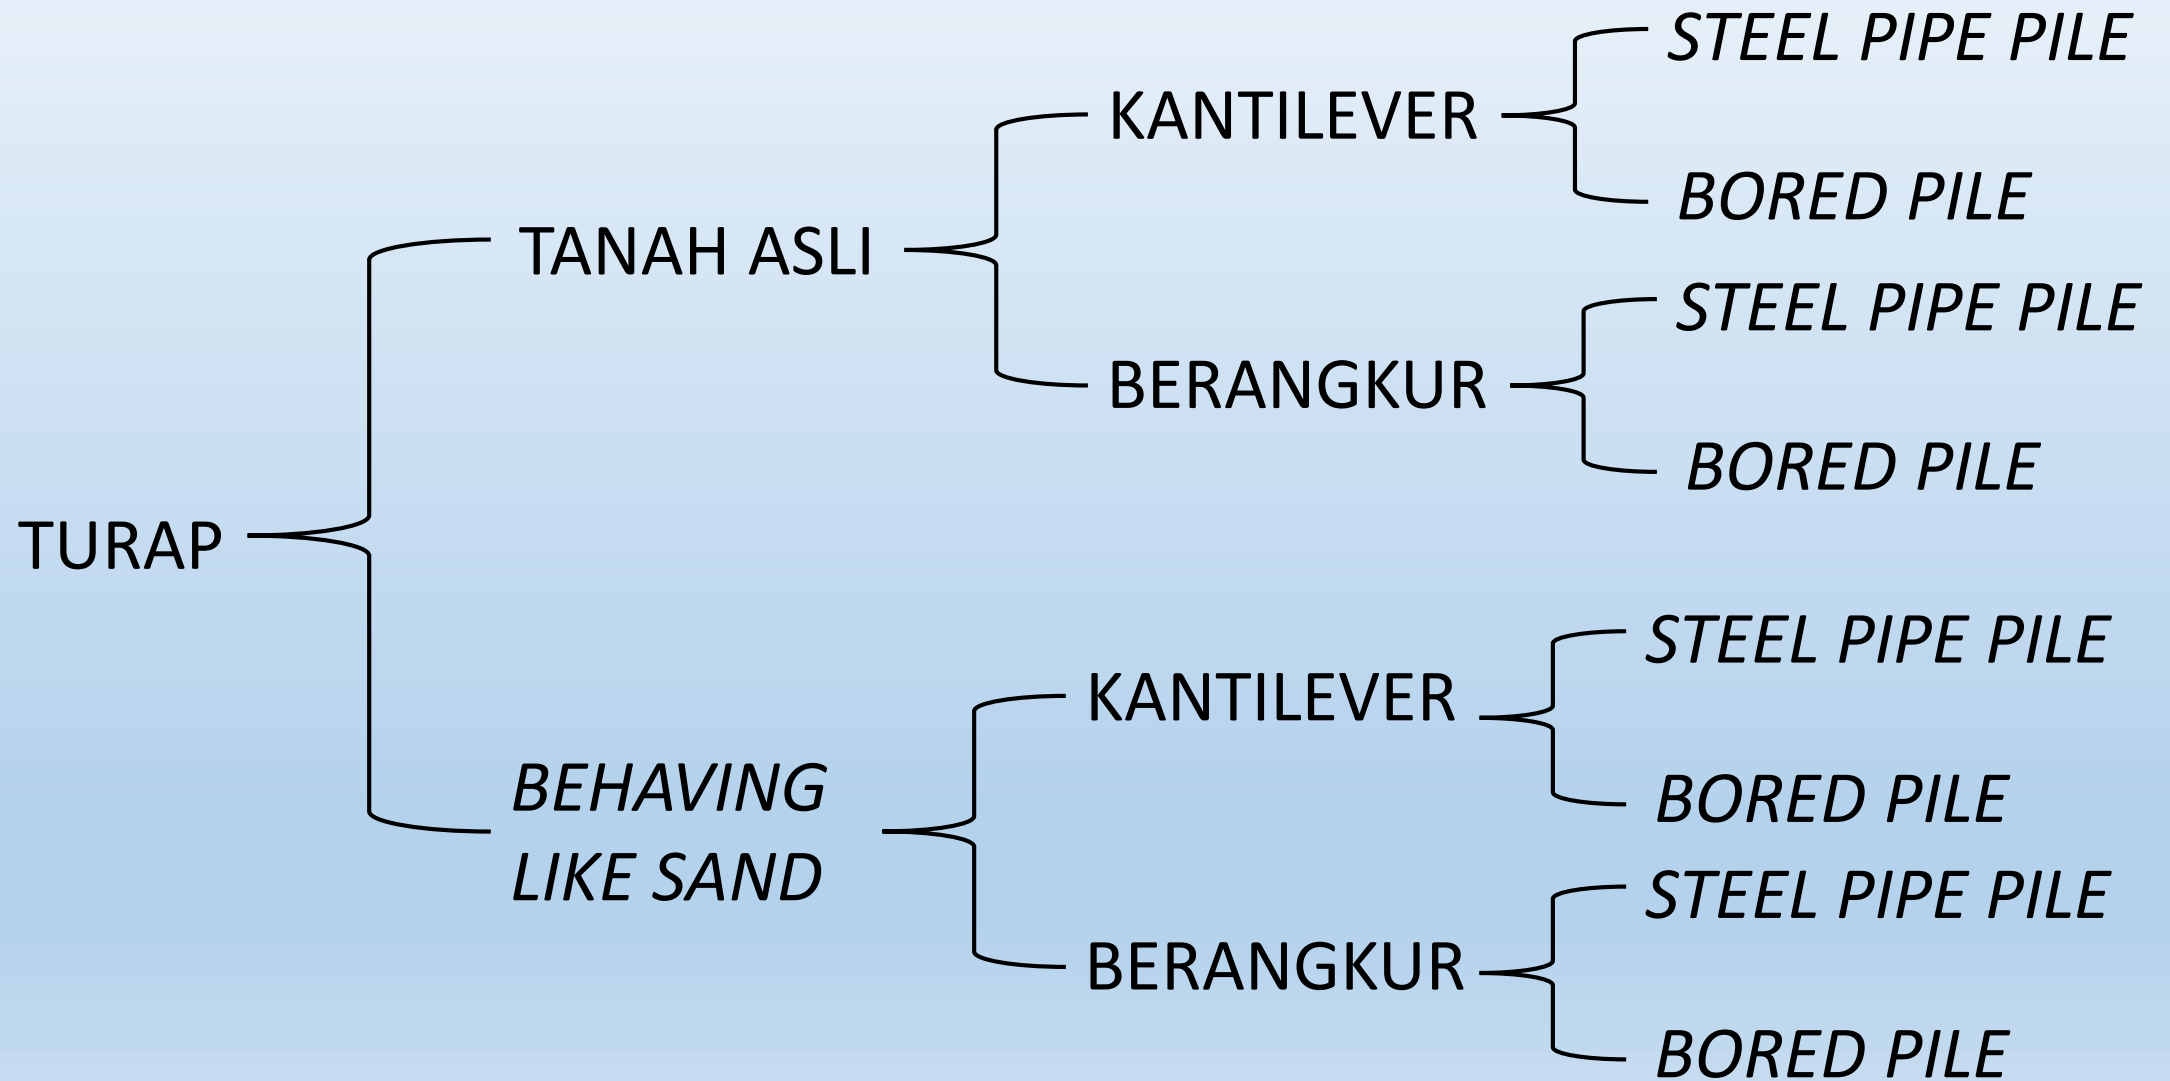 TURAP
TANAH ASLI
KANTILEVER
STEEL PIPE PILE
BORED PILE
BERANGKUR
STEEL PIPE PILE
BORED PILE
BEHAVING
LIKE SAND
KANTILEVER
STEEL PIPE PILE
BORED PILE
BERANGKUR
STEEL PIPE PILE
BORED PILE